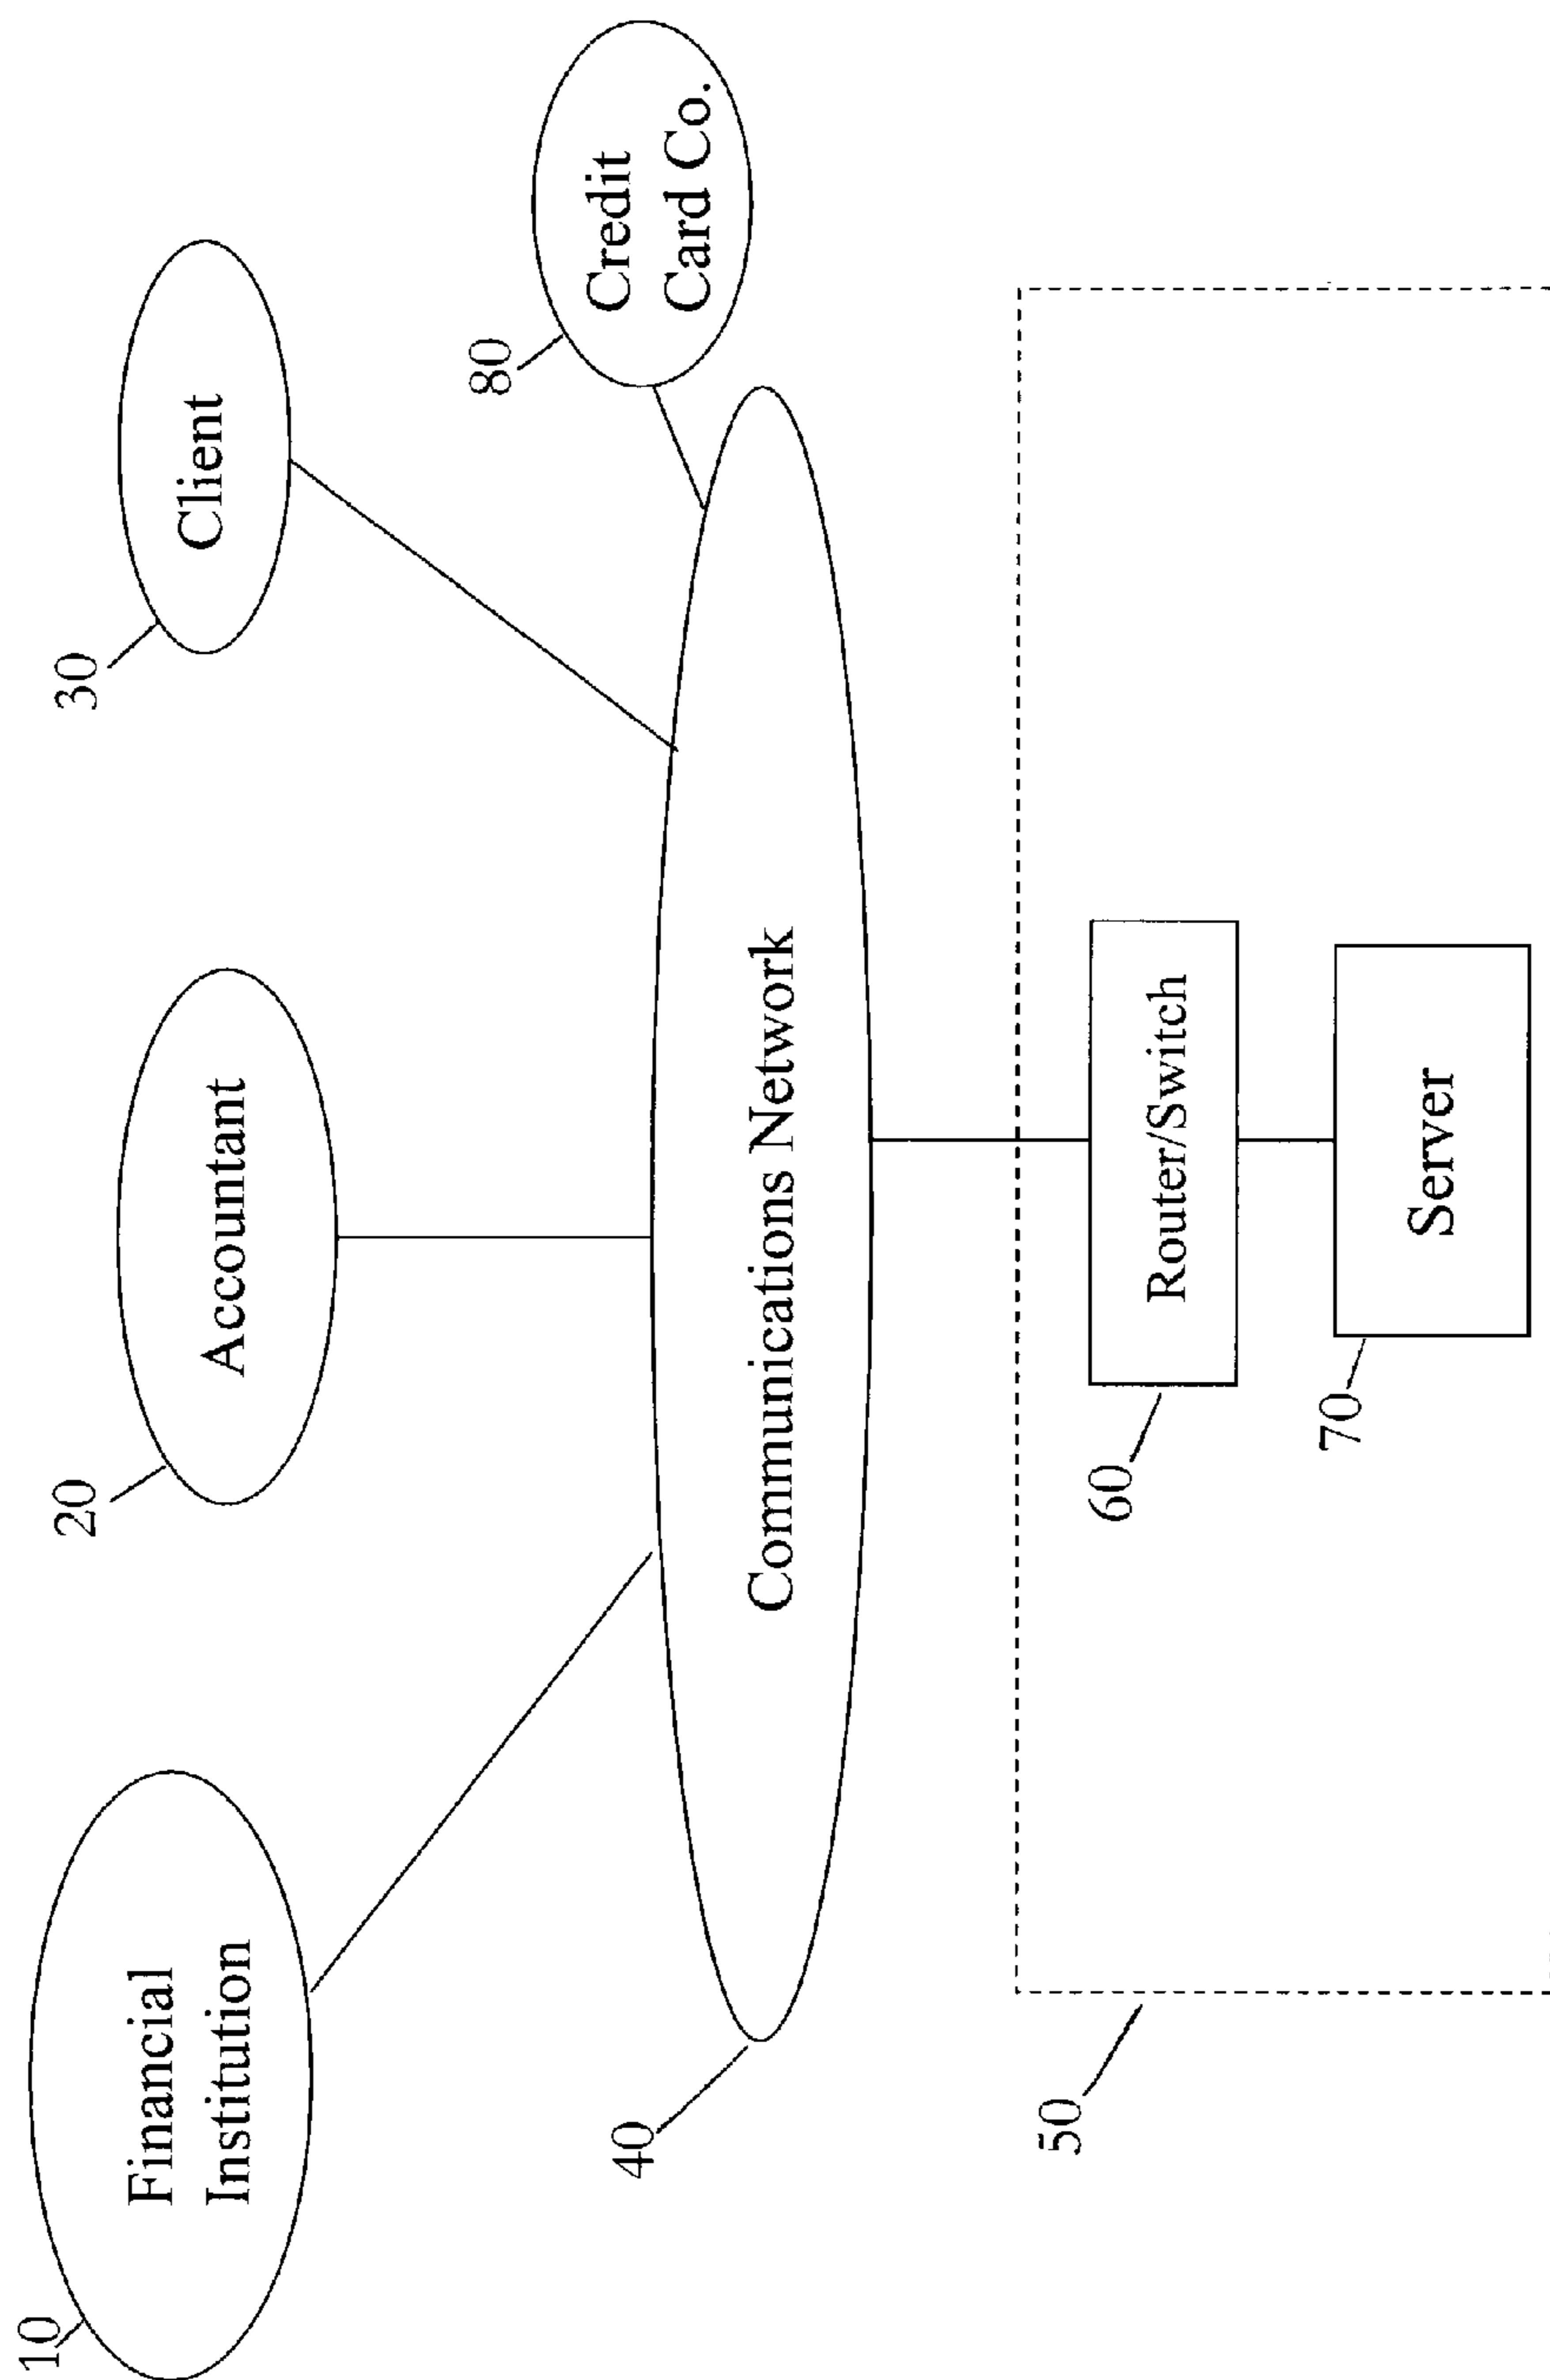 10
Financial
Institution
20
Accountant
30
Client
80
Credit
Card Co.
40
Communications Network
50
60
Router/Switch
70
Server